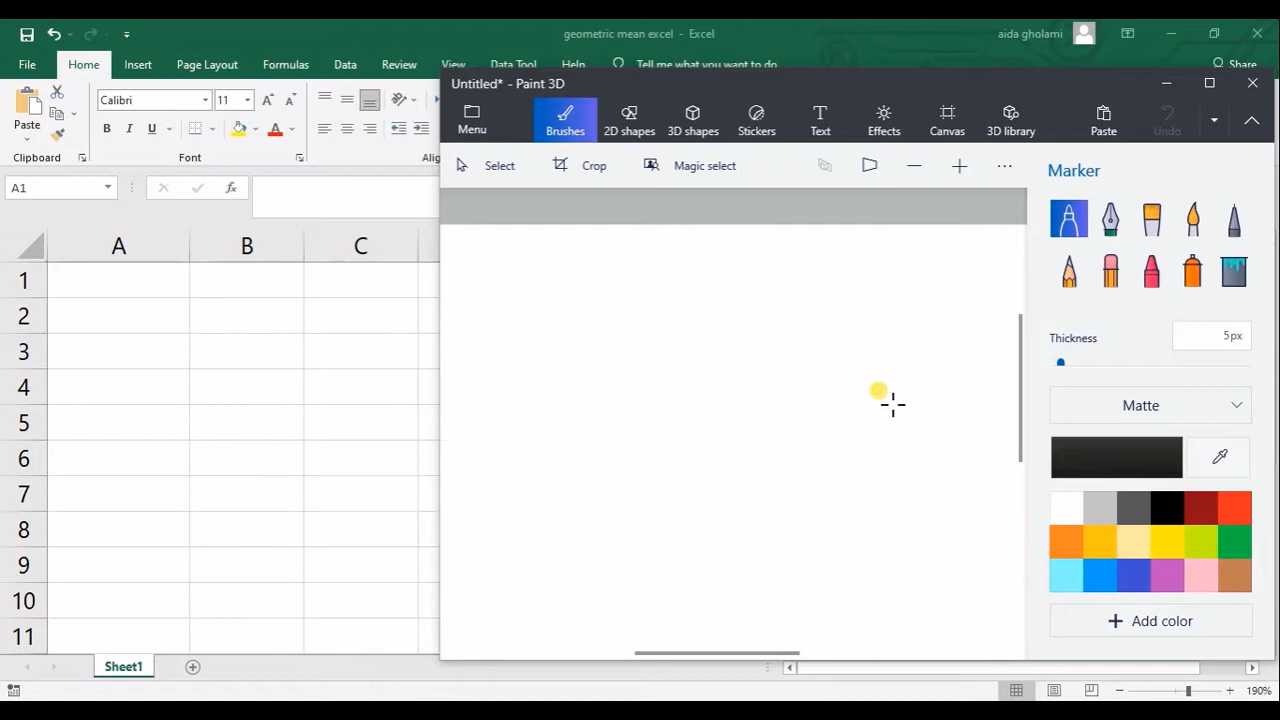 geometric mean excel - Excel
aida gholami
File Home Insert Page Layout Formulas Data Review View Data Tool Help Tell me what you want to do Share
Untitled* - Paint 3D
Paste
Calibri 11
B I U A
Clipboard Font
Menu Brushes 2D shapes 3D shapes Stickers Text Effects Canvas 3D library Paste Undo
Select Crop Magic select
A1 fx
A B C
1
2
3
4
5
6
7
8
9
10
11
Marker
Thickness 5px
Matte
Add color
Sheet1
190%